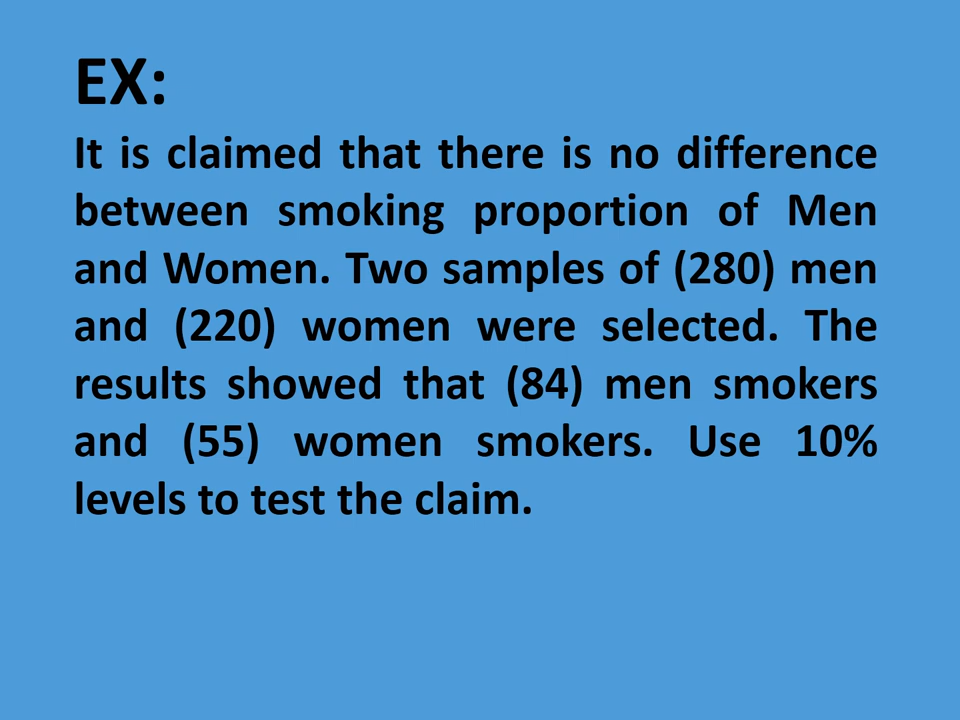 EX:
It is claimed that there is no difference
between smoking proportion of Men
and Women. Two samples of (280) men
and (220) women were selected. The
results showed that (84) men smokers
and (55) women smokers. Use 10%
levels to test the claim.